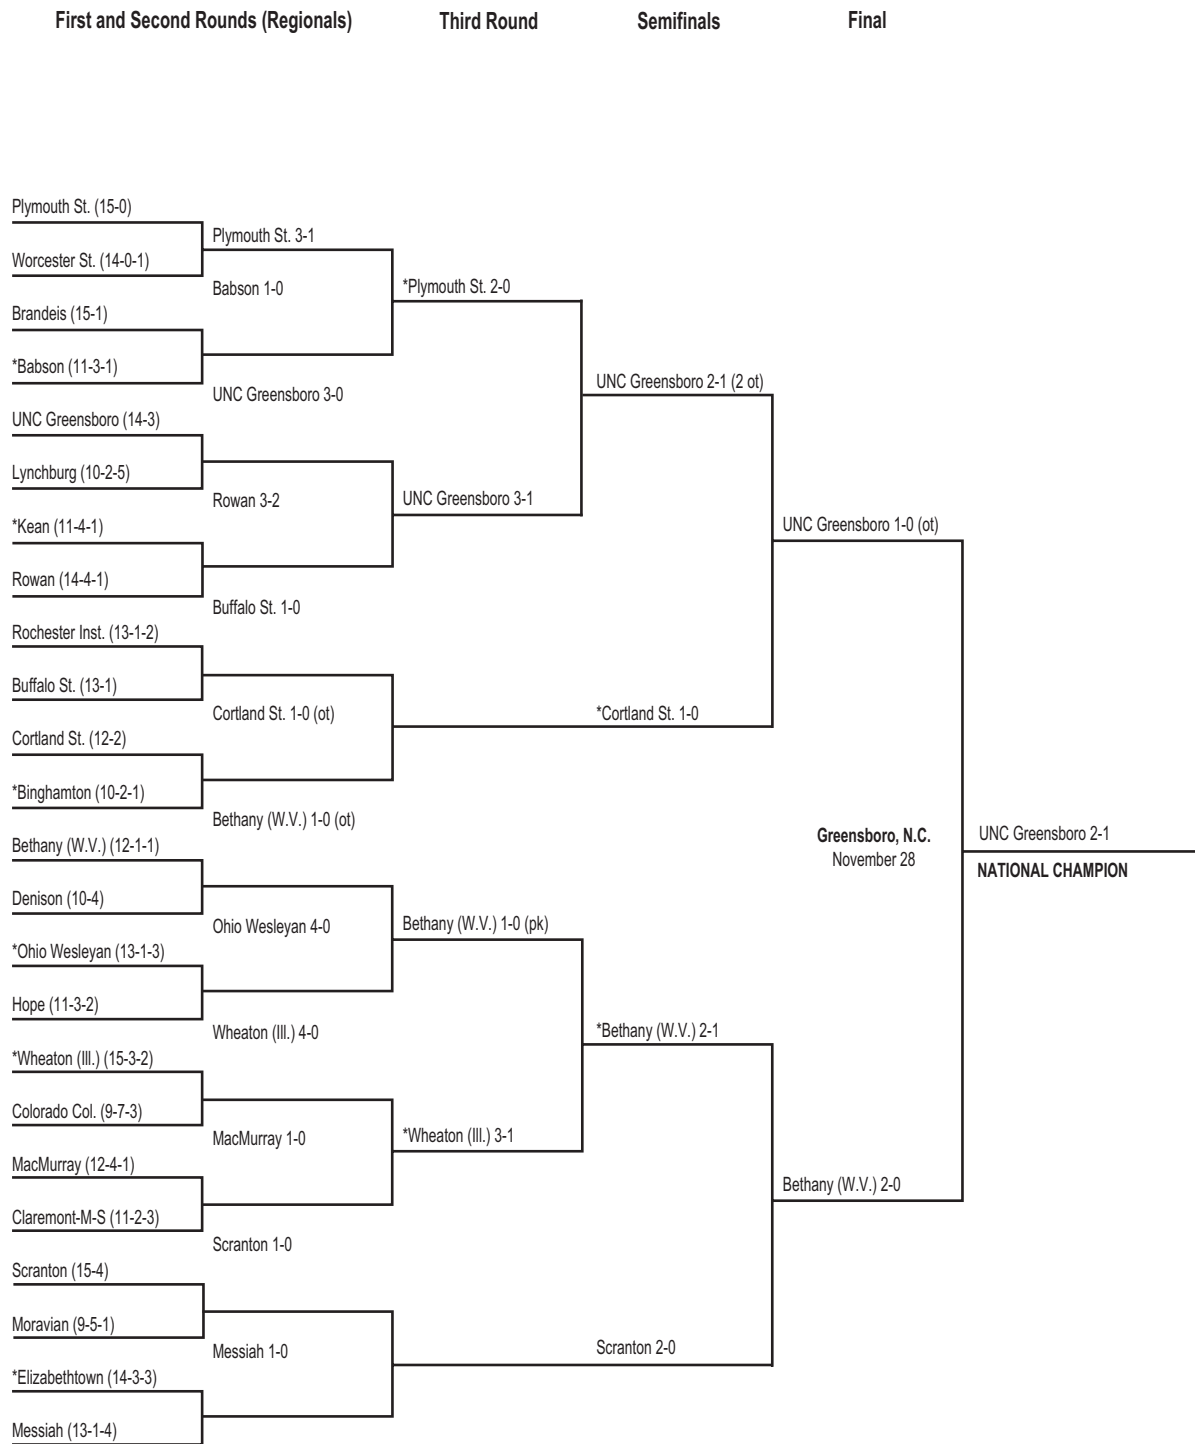 First and Second Rounds (Regionals)
Third Round
Semifinals
Final
Plymouth St. (15-0)
Worcester St. (14-0-1)
Brandeis (15-1)
*Babson (11-3-1)
UNC Greensboro (14-3)
Lynchburg (10-2-5)
*Kean (11-4-1)
Rowan (14-4-1)
Rochester Inst. (13-1-2)
Buffalo St. (13-1)
Cortland St. (12-2)
*Binghamton (10-2-1)
Bethany (W.V.) (12-1-1)
Denison (10-4)
*Ohio Wesleyan (13-1-3)
Hope (11-3-2)
*Wheaton (Ill.) (15-3-2)
Colorado Col. (9-7-3)
MacMurray (12-4-1)
Claremont-M-S (11-2-3)
Scranton (15-4)
Moravian (9-5-1)
*Elizabethtown (14-3-3)
Messiah (13-1-4)
Plymouth St. 3-1
Babson 1-0
UNC Greensboro 3-0
Rowan 3-2
Buffalo St. 1-0
Cortland St. 1-0 (ot)
Bethany (W.V.) 1-0 (ot)
Ohio Wesleyan 4-0
Wheaton (Ill.) 4-0
MacMurray 1-0
Scranton 1-0
Messiah 1-0
*Plymouth St. 2-0
UNC Greensboro 3-1
Bethany (W.V.) 1-0 (pk)
*Wheaton (Ill.) 3-1
UNC Greensboro 2-1 (2 ot)
*Cortland St. 1-0
*Bethany (W.V.) 2-1
Scranton 2-0
UNC Greensboro 1-0 (ot)
Bethany (W.V.) 2-0
Greensboro, N.C.
November 28
UNC Greensboro 2-1
NATIONAL CHAMPION